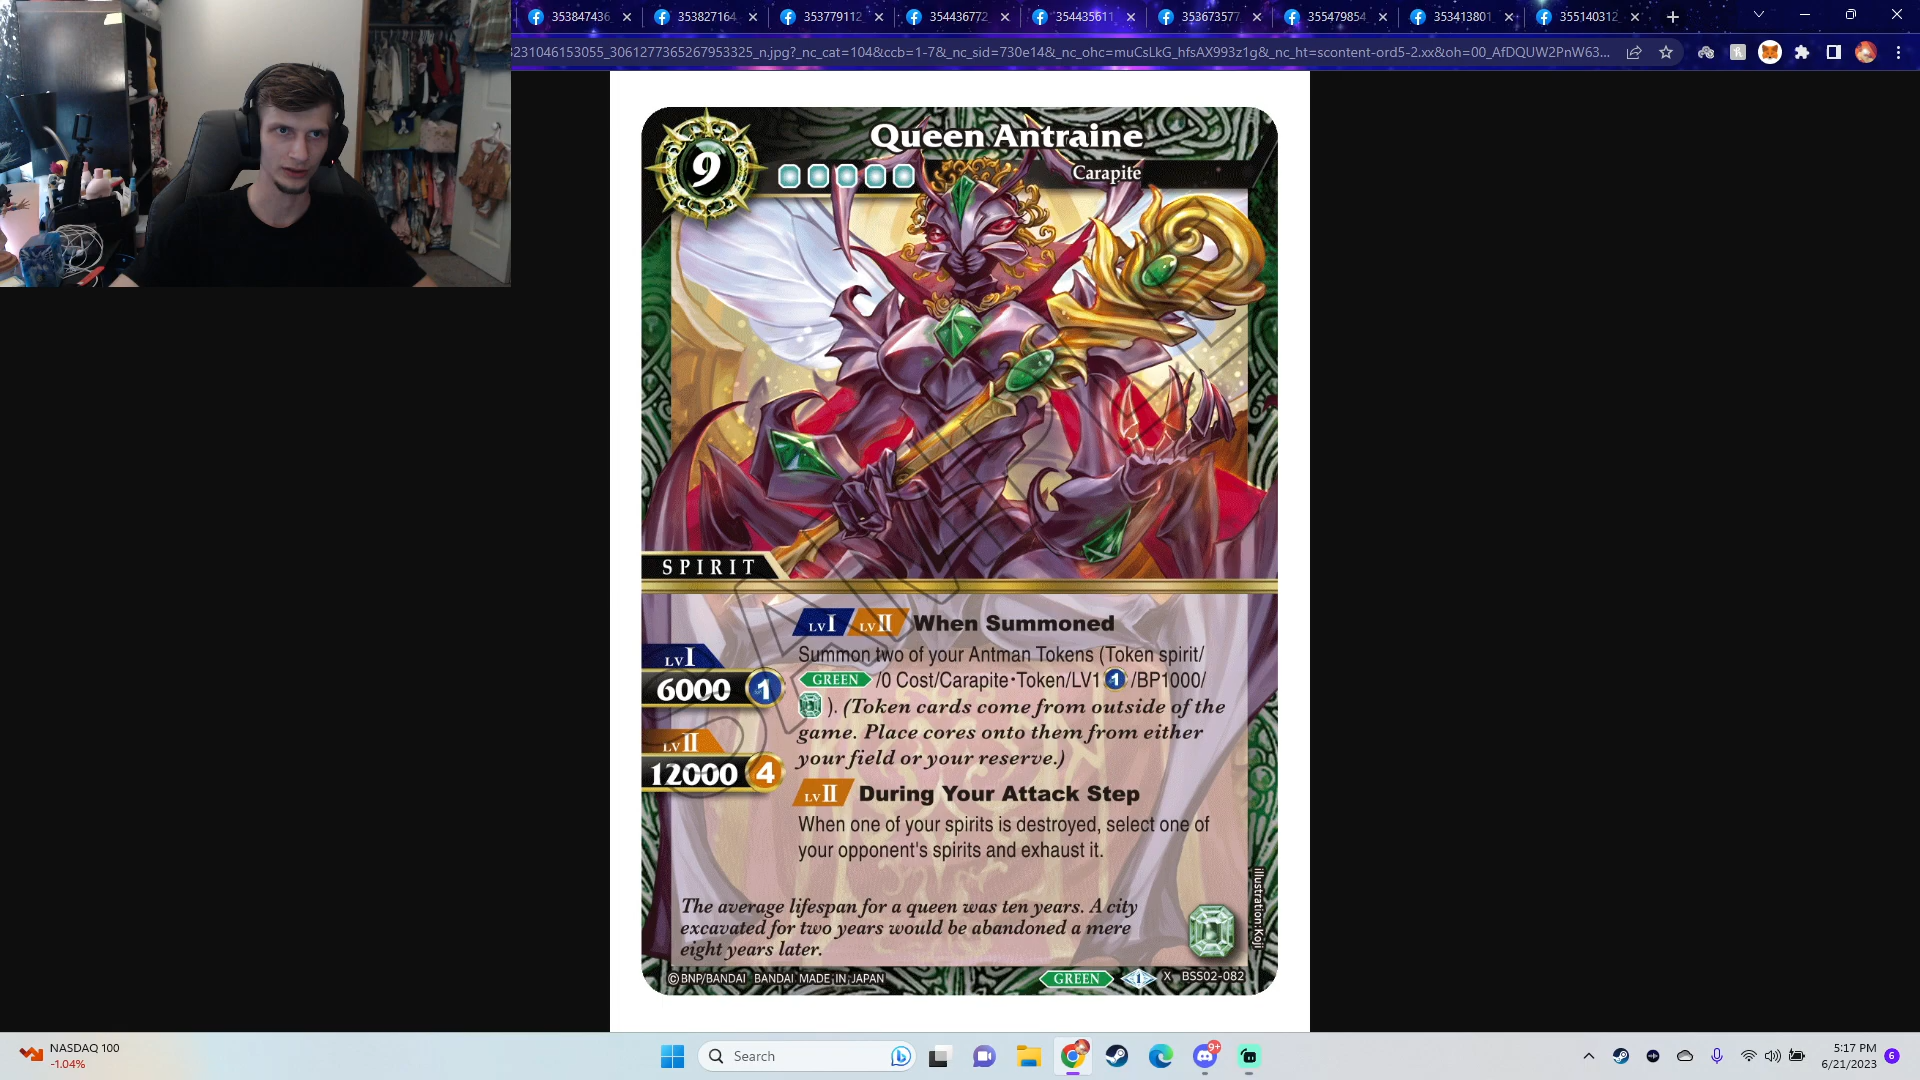 353847436
353827164
353779112
354436772
354435611
353673577
355479854
353413801
355140312
3231046153055_3061277365267953325_n.jpg?_nc_cat=104&ccb=1-7&_nc_sid=730e14&_nc_ohc=muCsLkG_hfsAX993z1g&_nc_ht=scontent-ord5-2.xx&oh=00_AfDQUW2PnW63...
Queen Antraine
9
Carapite
SPIRIT
SAMPLE
LV I LV II When Summoned
Summon two of your Antman Tokens (Token spirit/
GREEN /0 Cost/Carapite・Token/LV1 1 /BP1000/
). (Token cards come from outside of the
game. Place cores onto them from either
your field or your reserve.)
LV I
6000 1
LV II
12000 4
LV II During Your Attack Step
When one of your spirits is destroyed, select one of
your opponent's spirits and exhaust it.
The average lifespan for a queen was ten years. A city
excavated for two years would be abandoned a mere
eight years later.
illustration:Koji
©BNP/BANDAI BANDAI MADE IN JAPAN
GREEN 1 X BSS02-082
NASDAQ 100
-1.04%
Search
9+
5:17 PM
6/21/2023
6